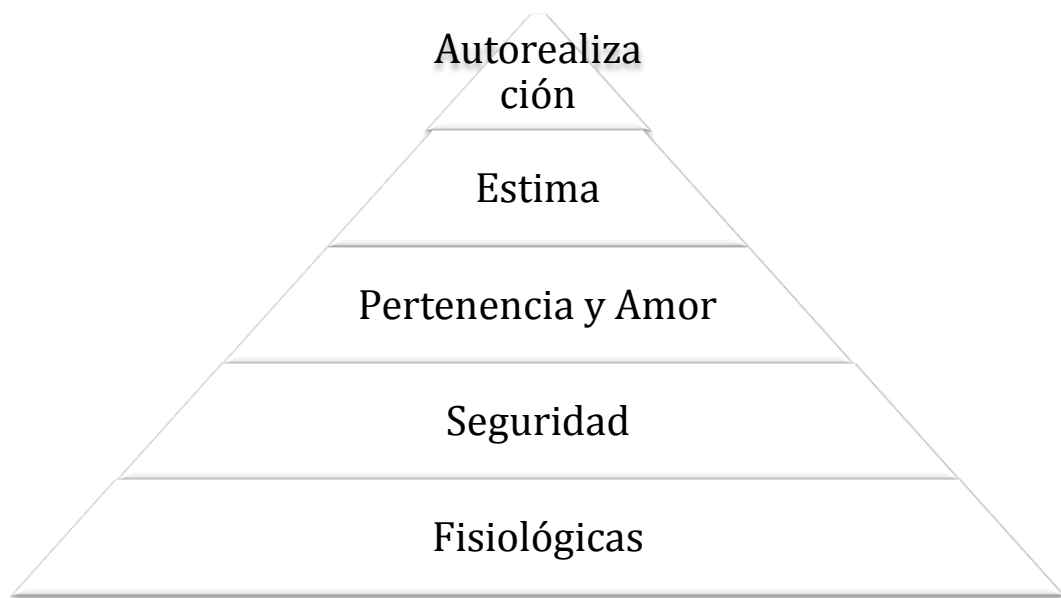 Autorealiza
ción
Estima
Pertenencia y Amor
Seguridad
Fisiológicas